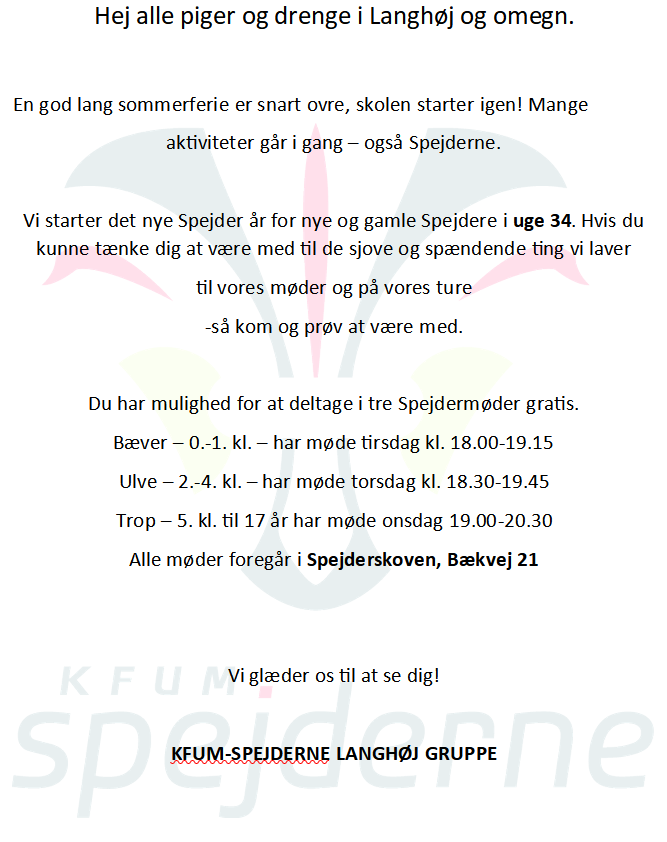 Hej alle piger og drenge i Langhøj og omegn.
En god lang sommerferie er snart ovre, skolen starter igen! Mange
aktiviteter går i gang – også Spejderne.
Vi starter det nye Spejder år for nye og gamle Spejdere i uge 34. Hvis du
kunne tænke dig at være med til de sjove og spændende ting vi laver
til vores møder og på vores ture
-så kom og prøv at være med.
Du har mulighed for at deltage i tre Spejdermøder gratis.
Bæver – 0.-1. kl. – har møde tirsdag kl. 18.00-19.15
Ulve – 2.-4. kl. – har møde torsdag kl. 18.30-19.45
Trop – 5. kl. til 17 år har møde onsdag 19.00-20.30
Alle møder foregår i Spejderskoven, Bækvej 21
Vi glæder os til at se dig!
KFUM
spejderne
KFUM-SPEJDERNE LANGHØJ GRUPPE